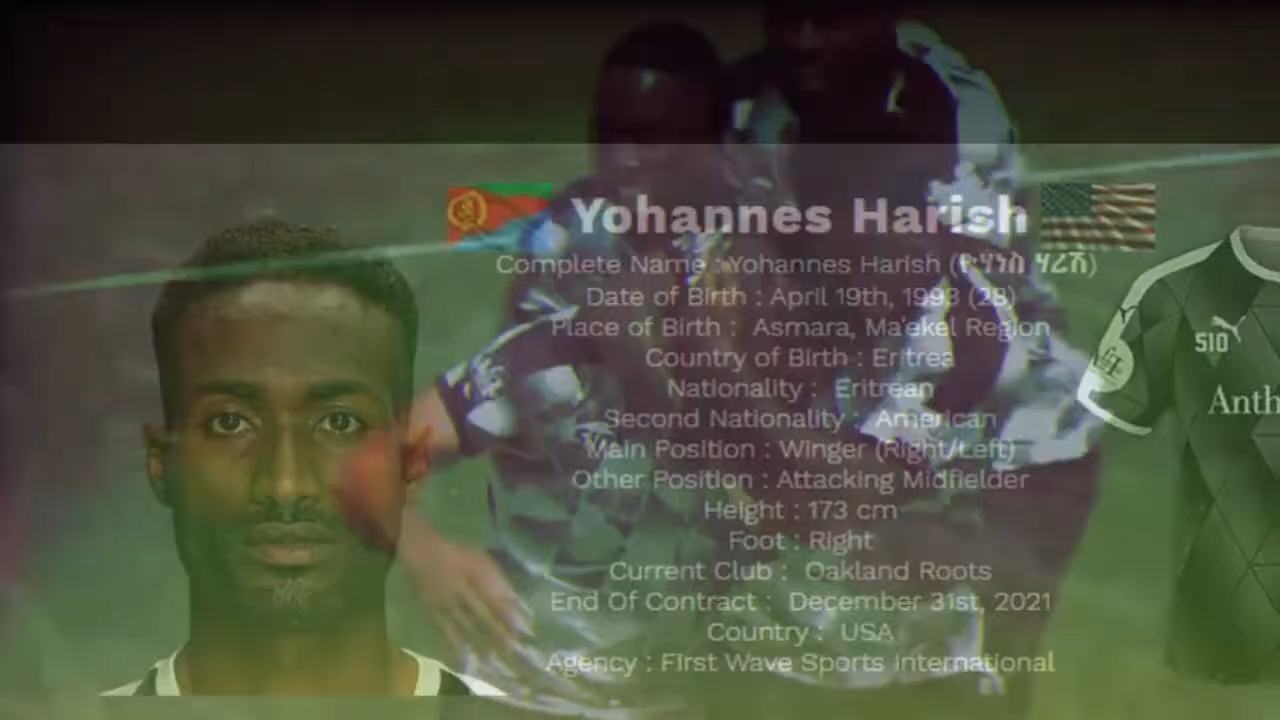 Yohannes Harish
Complete Name : Yohannes Harish (ዮሃንስ ሃሪሽ)
Date of Birth : April 19th, 1993 (28)
Place of Birth : Asmara, Ma'ekel Region
Country of Birth : Eritrea
Nationality : Eritrean
Second Nationality : American
Main Position : Winger (Right/Left)
Other Position : Attacking Midfielder
Height : 173 cm
Foot : Right
Current Club : Oakland Roots
End Of Contract : December 31st, 2021
Country : USA
Agency : First Wave Sports International
510
Anth